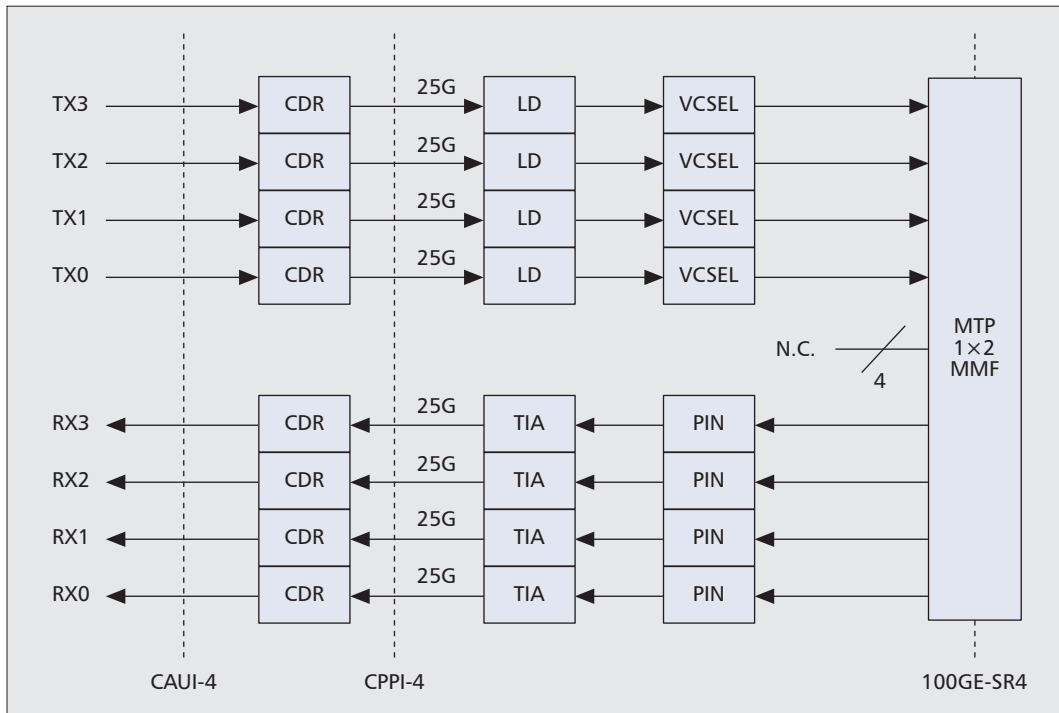 TX3 CDR 25G LD VCSEL
TX2 CDR 25G LD VCSEL
TX1 CDR 25G LD VCSEL
TX0 CDR 25G LD VCSEL
N.C. 4
MTP
1×2
MMF
RX3 CDR 25G TIA PIN
RX2 CDR 25G TIA PIN
RX1 CDR 25G TIA PIN
RX0 CDR 25G TIA PIN
CAUI-4 CPPI-4 100GE-SR4